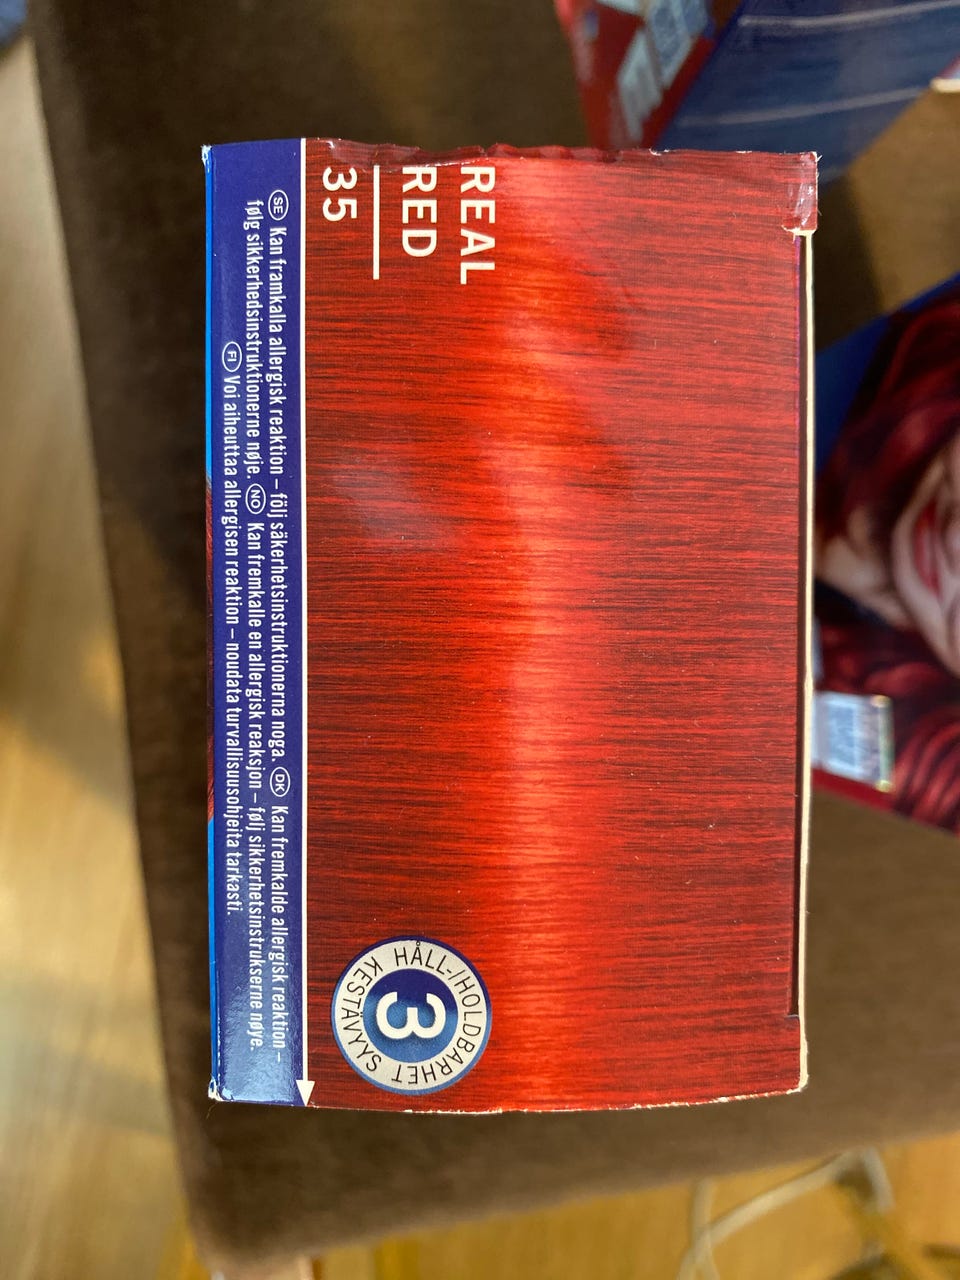 REAL
RED
35
HÅLL-/HOLDBARHET
KESTÄVYYS
3
SE Kan framkalla allergisk reaktion – följ säkerhetsinstruktionerna noga. DK Kan fremkalde allergisk reaktion –
følg sikkerhedsinstruktionerne nøje. NO Kan fremkalle en allergisk reaksjon – følj sikkerhetsinstrukserne nøye.
FI Voi aiheuttaa allergisen reaktion – noudata turvallisuusohjeita tarkasti.